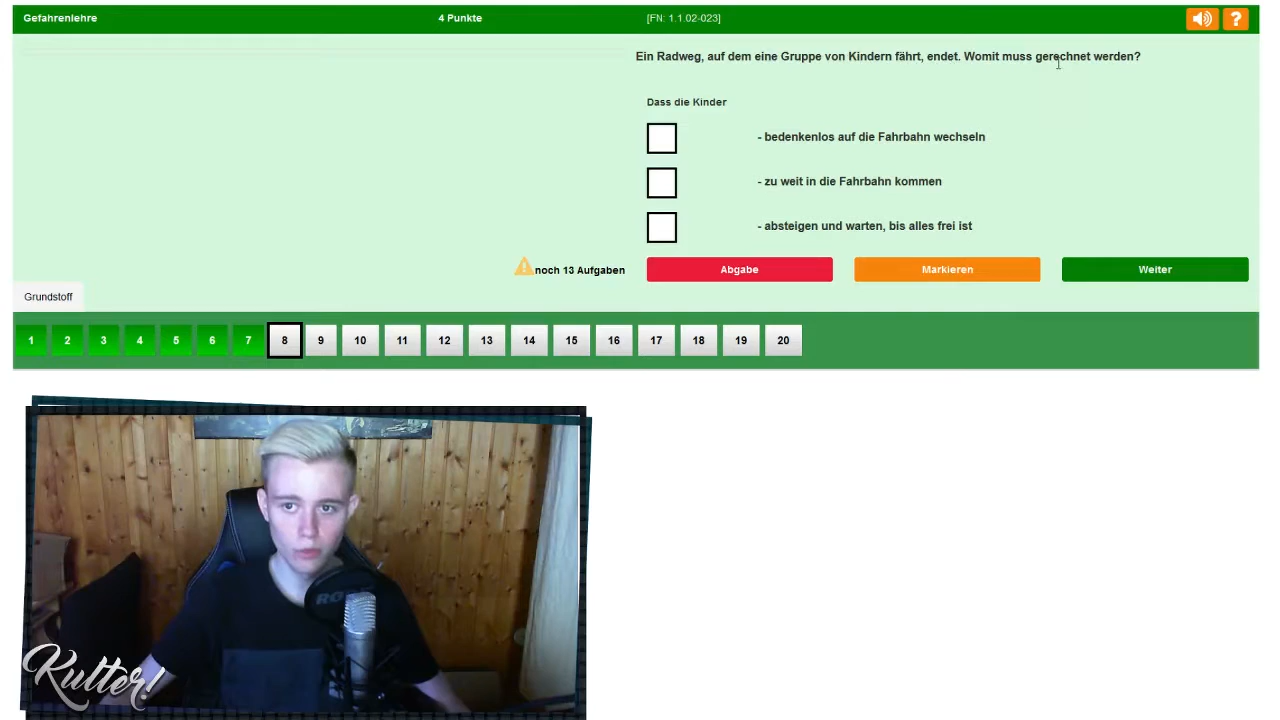 Gefahrenlehre
4 Punkte
[FN: 1.1.02-023]
?
Ein Radweg, auf dem eine Gruppe von Kindern fährt, endet. Womit muss gerechnet werden?
Dass die Kinder
- bedenkenlos auf die Fahrbahn wechseln
- zu weit in die Fahrbahn kommen
- absteigen und warten, bis alles frei ist
noch 13 Aufgaben
Abgabe
Markieren
Weiter
Grundstoff
1 2 3 4 5 6 7 8 9 10 11 12 13 14 15 16 17 18 19 20
Kulter!